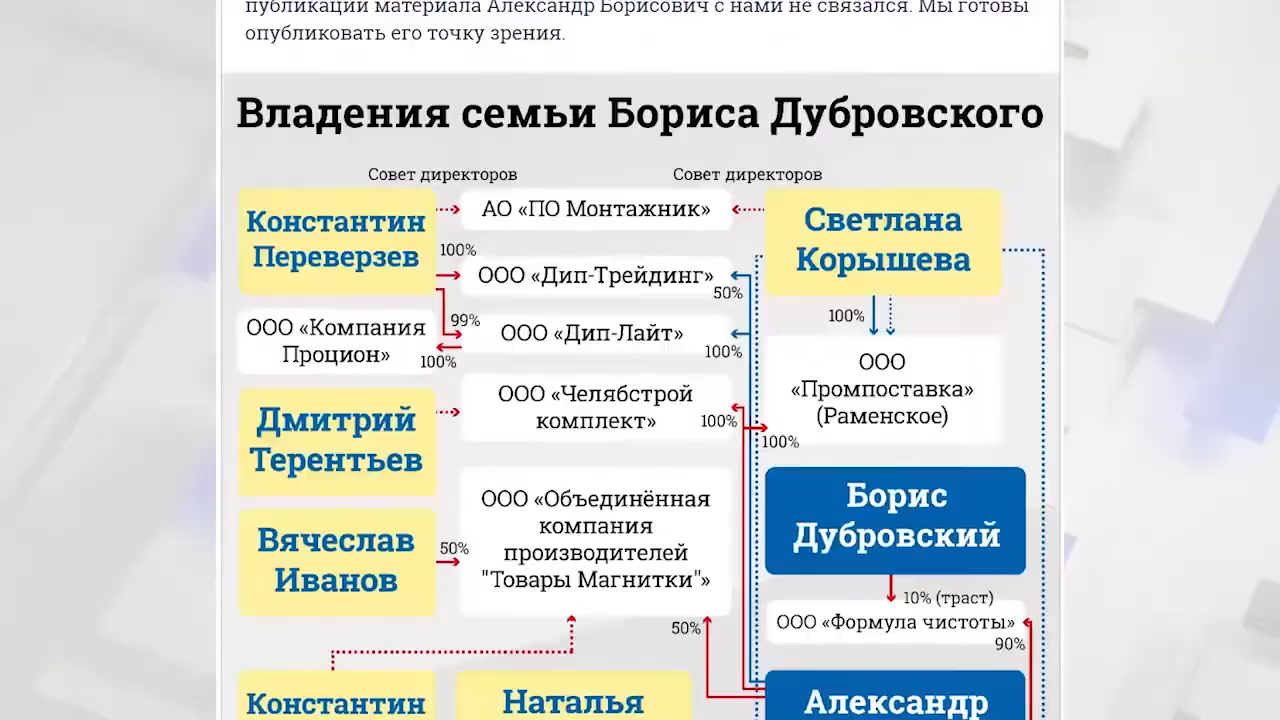 публикации материала Александр Борисович с нами не связался. Мы готовы
опубликовать его точку зрения.
Владения семьи Бориса Дубровского
Совет директоров
Совет директоров
Константин
Переверзев
АО «ПО Монтажник»
Светлана
Корышева
100%
ООО «Дип-Трейдинг»
50%
100%
99%
ООО «Компания
Процион»
100%
ООО «Дип-Лайт»
100%
ООО
«Промпоставка»
(Раменское)
Дмитрий
Терентьев
ООО «Челябстрой
комплект»
100%
100%
Вячеслав
Иванов
50%
ООО «Объединённая
компания
производителей
"Товары Магнитки"»
Борис
Дубровский
10% (траст)
ООО «Формула чистоты»
90%
50%
Константин
Наталья
Александр